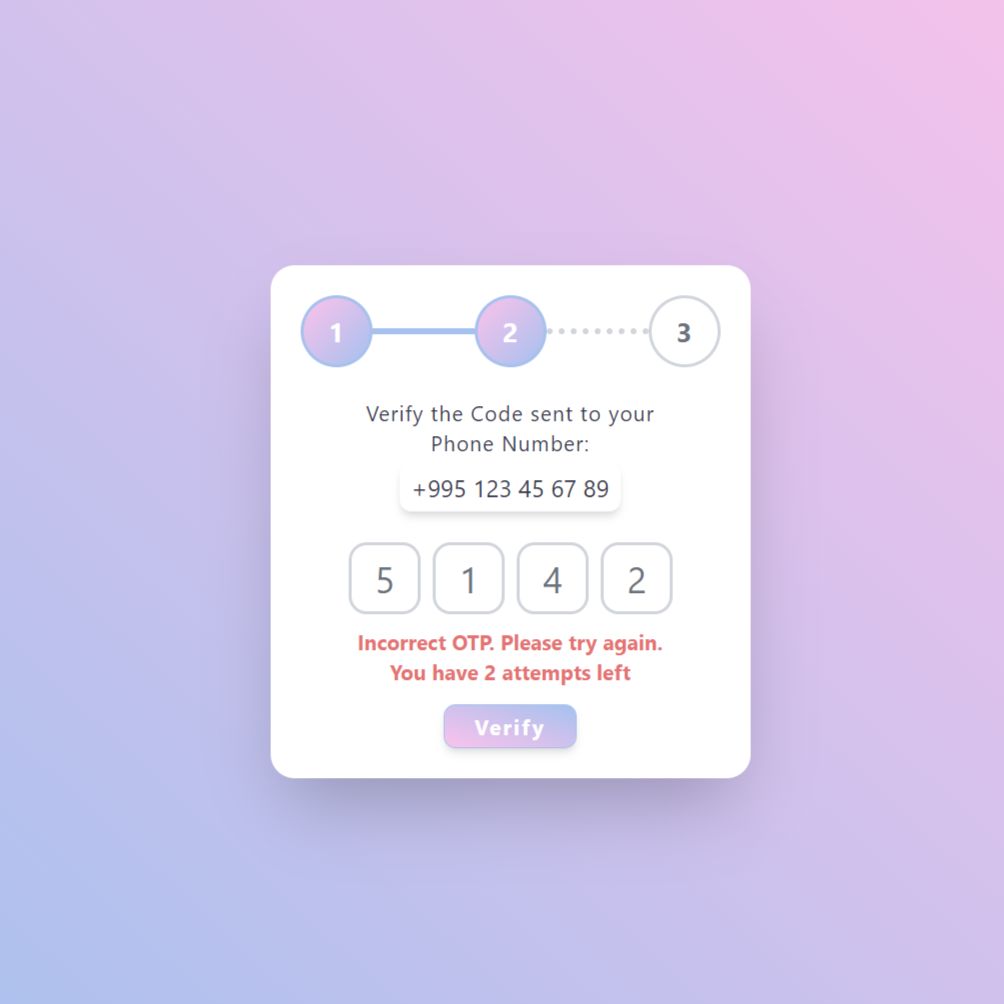 1 2 3
Verify the Code sent to your
Phone Number:
+995 123 45 67 89
5 1 4 2
Incorrect OTP. Please try again.
You have 2 attempts left
Verify